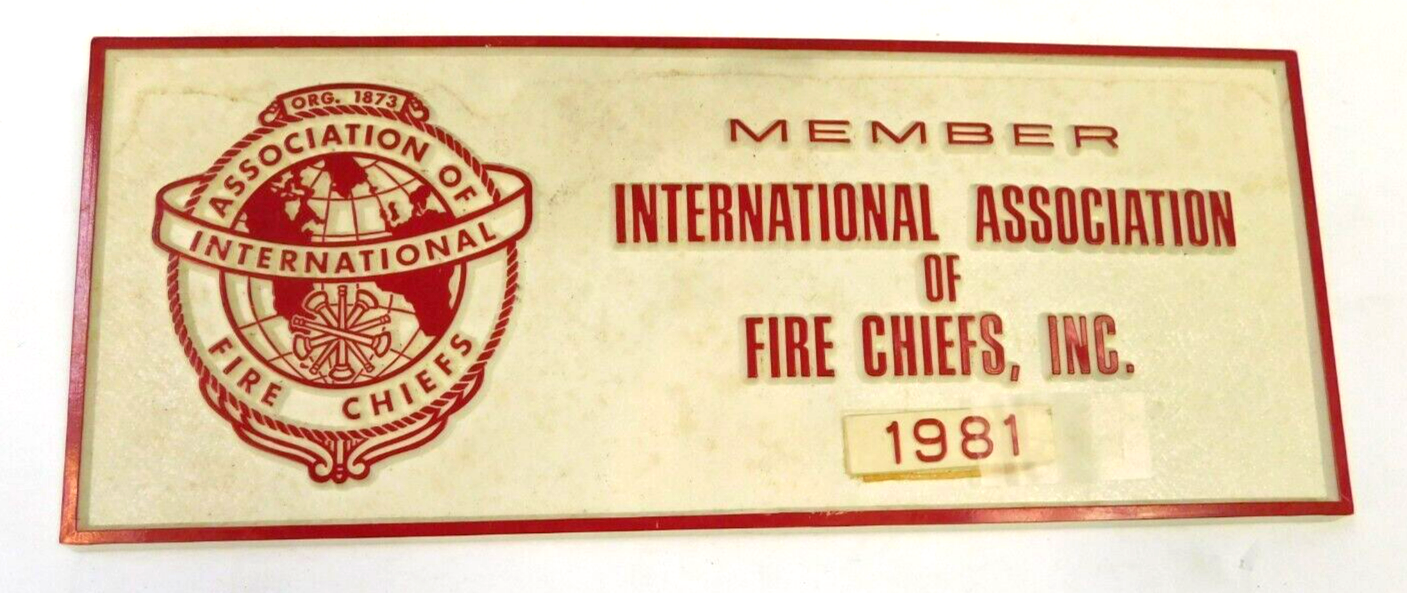 ORG. 1873
ASSOCIATION OF
INTERNATIONAL
FIRE CHIEFS
MEMBER
INTERNATIONAL ASSOCIATION
OF
FIRE CHIEFS, INC.
1981